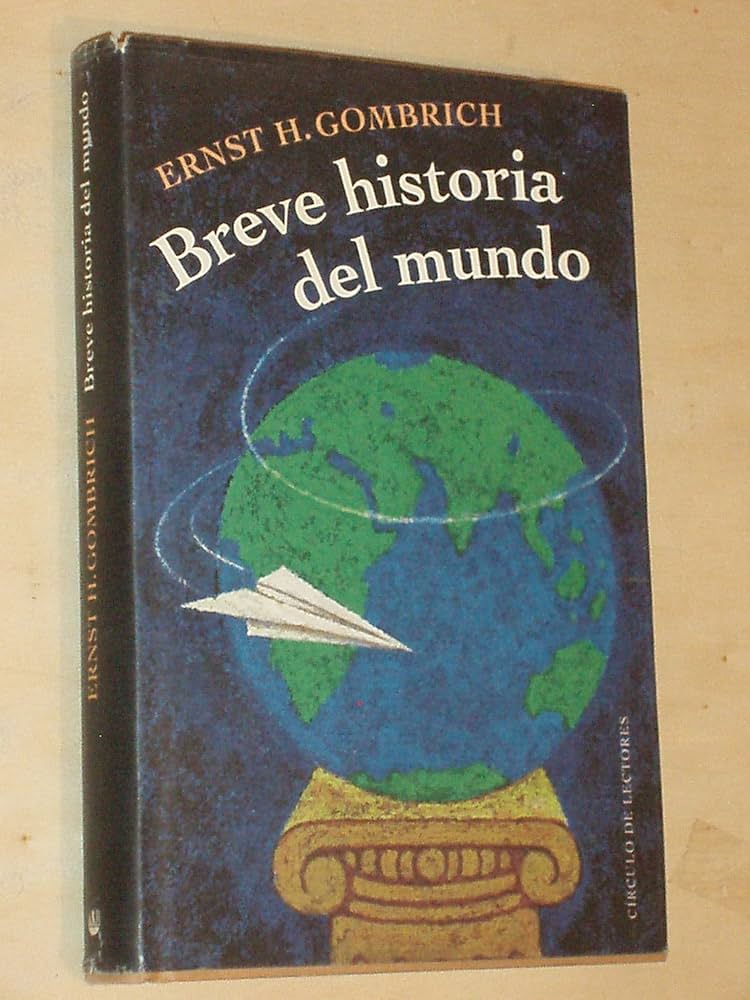 ERNST H. GOMBRICH
Breve historia
del mundo
CÍRCULO DE LECTORES
ERNST H. GOMBRICH Breve historia del mundo